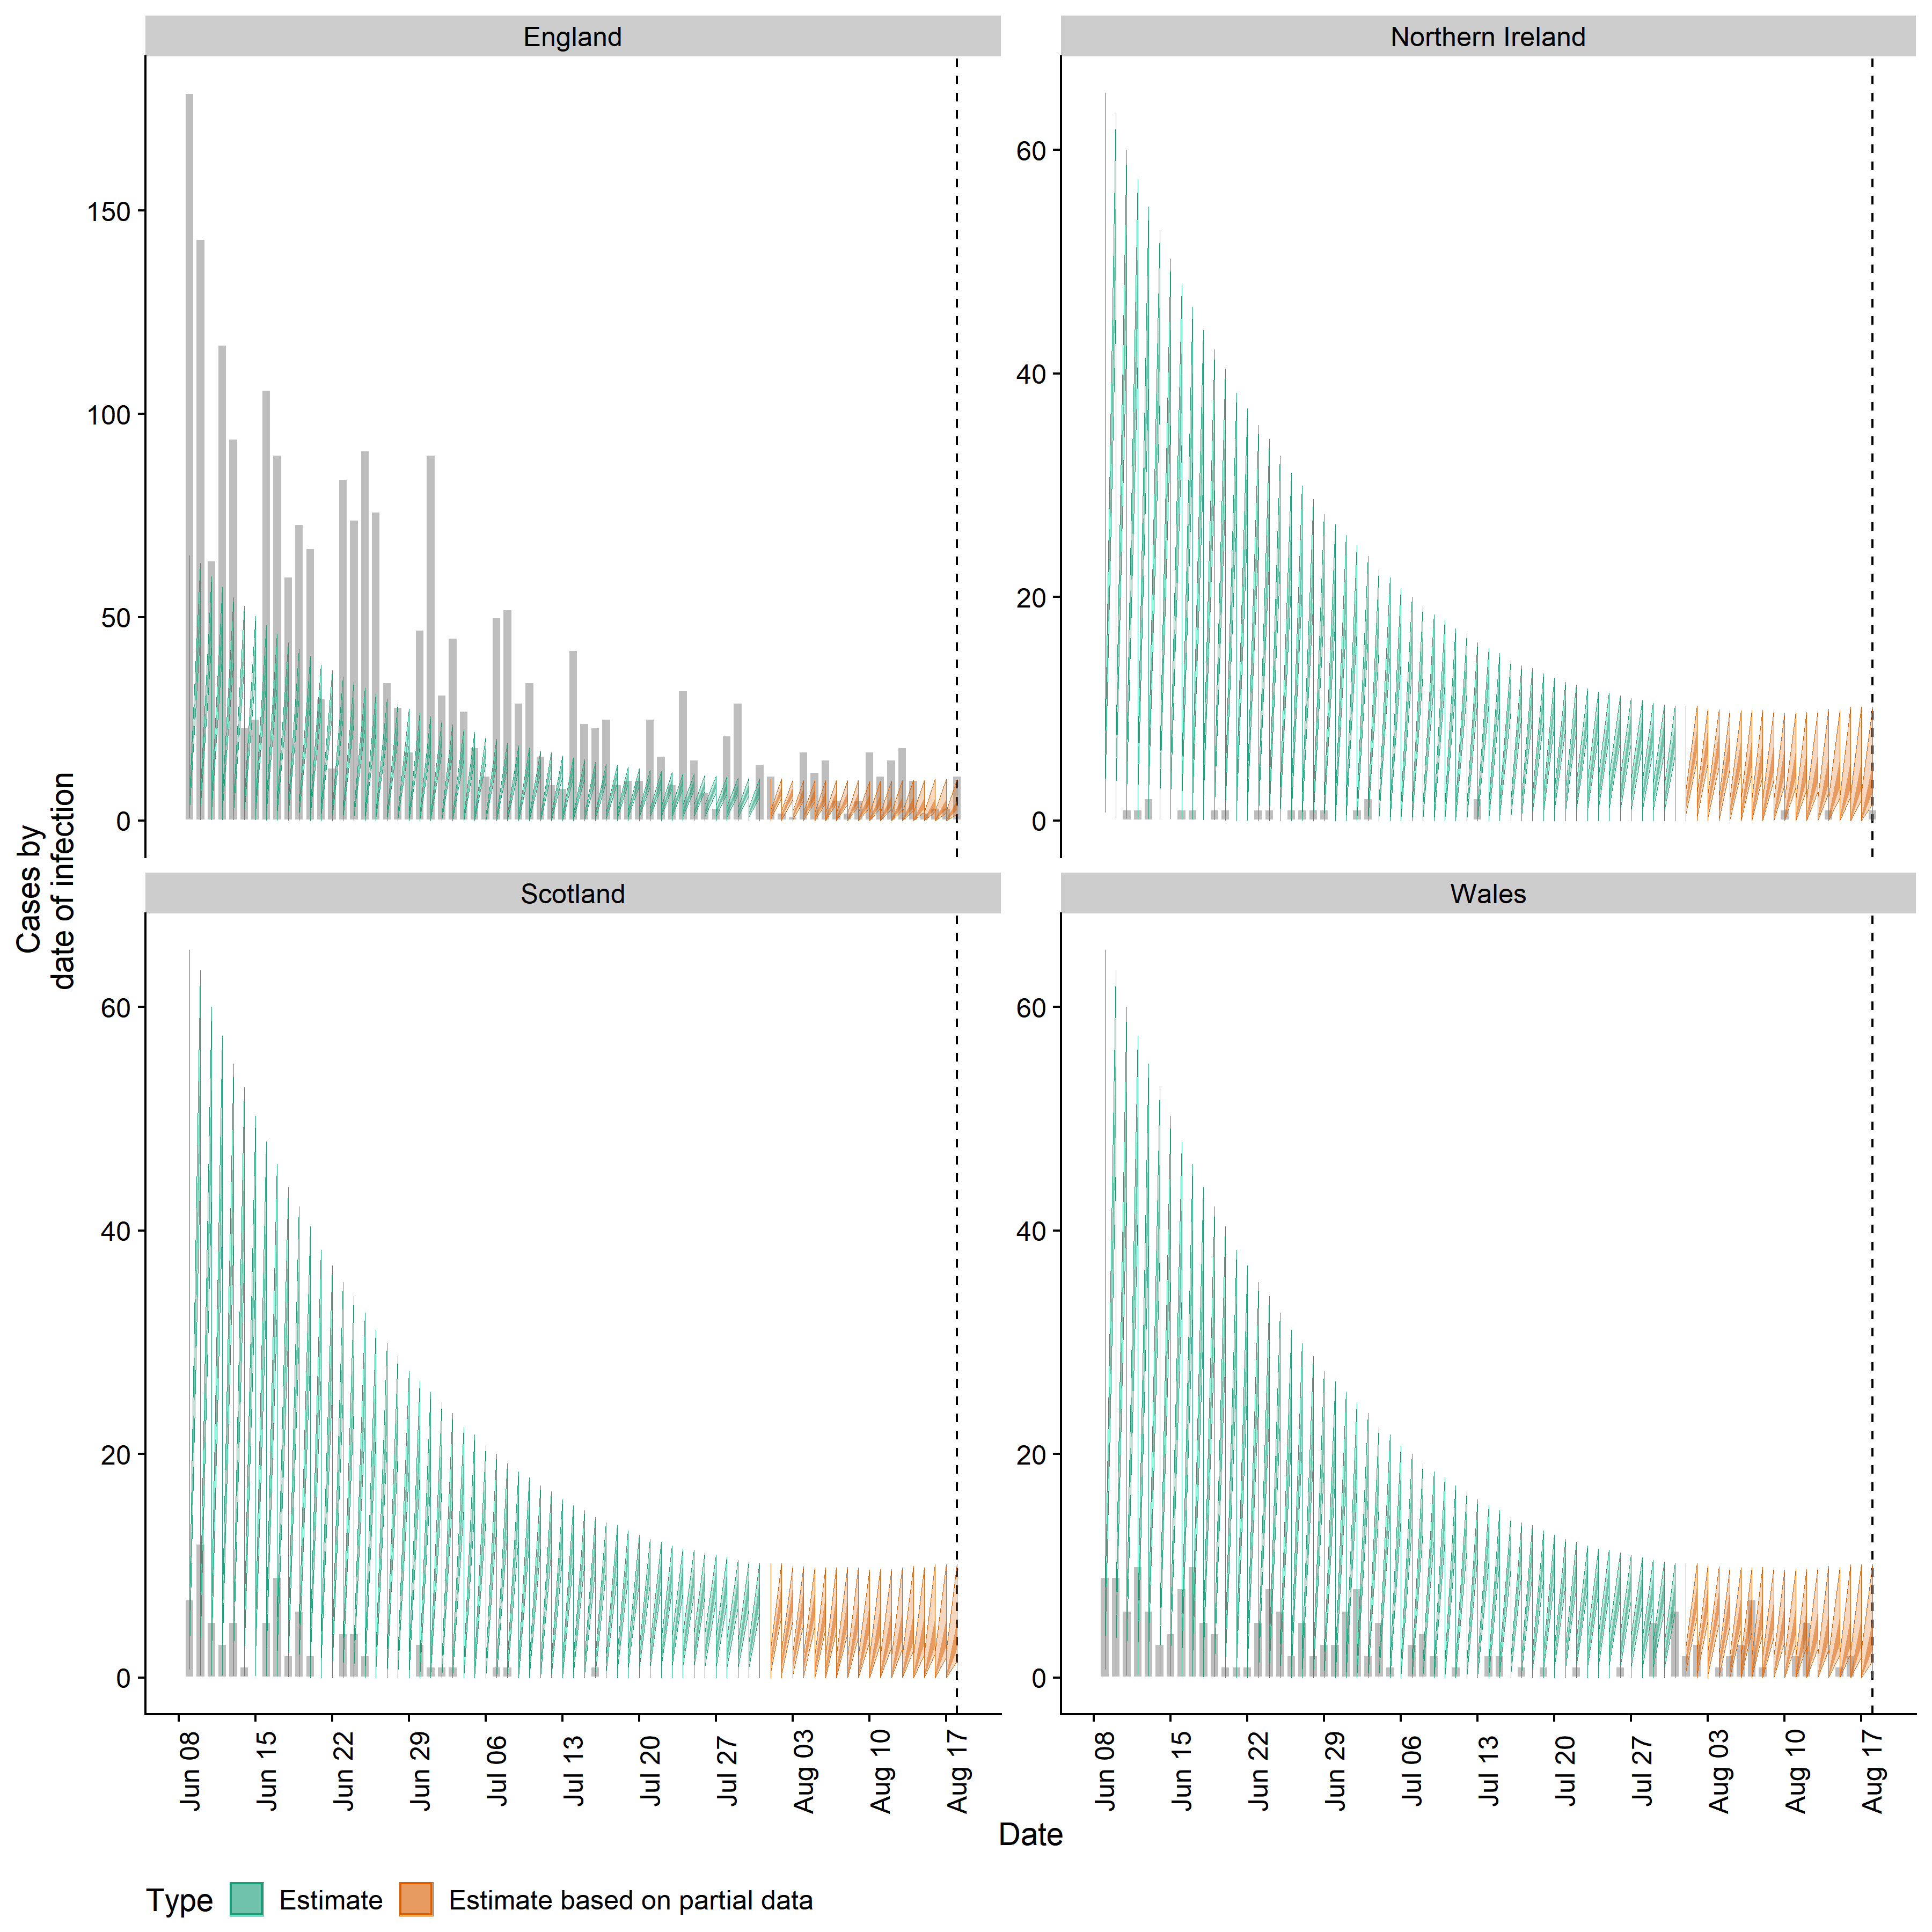 England
Northern Ireland
150
100
50
0
60
40
20
0
Scotland
Wales
60
40
20
0
60
40
20
0
Cases by
date of infection
Jun 08
Jun 15
Jun 22
Jun 29
Jul 06
Jul 13
Jul 20
Jul 27
Aug 03
Aug 10
Aug 17
Jun 08
Jun 15
Jun 22
Jun 29
Jul 06
Jul 13
Jul 20
Jul 27
Aug 03
Aug 10
Aug 17
Date
Type Estimate Estimate based on partial data